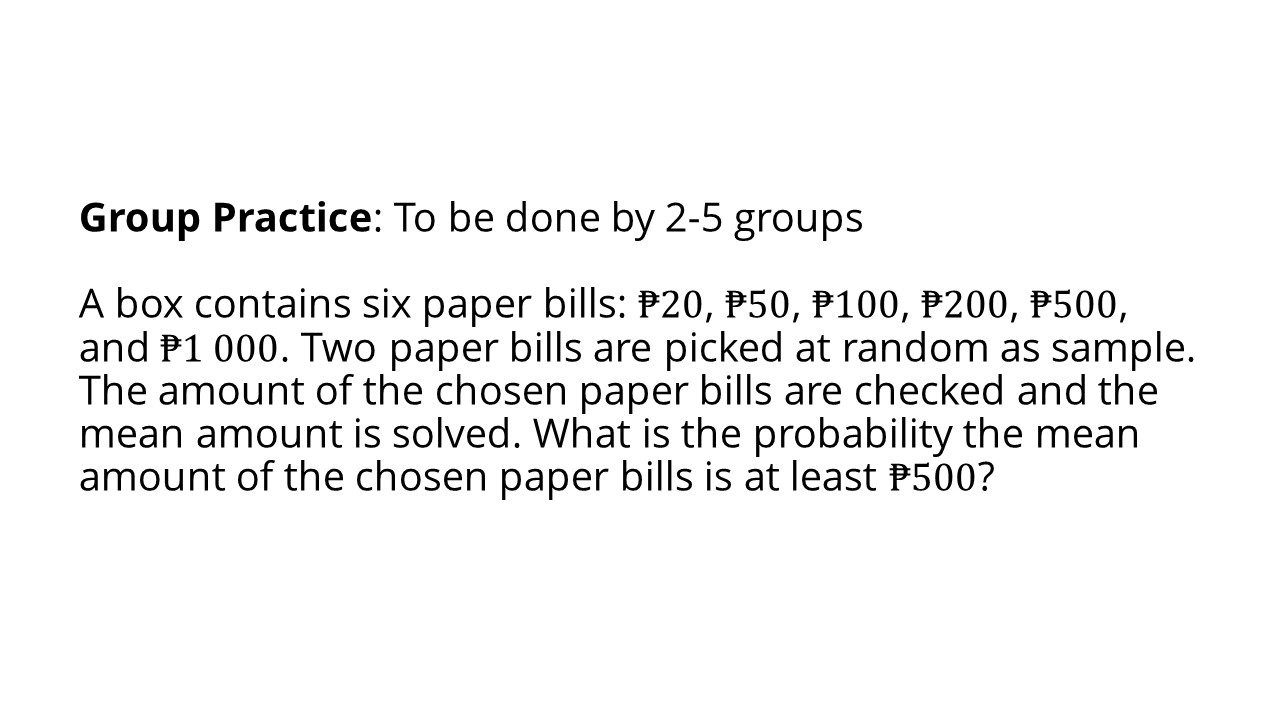 Group Practice: To be done by 2-5 groups
A box contains six paper bills: ₱20, ₱50, ₱100, ₱200, ₱500,
and ₱1 000. Two paper bills are picked at random as sample.
The amount of the chosen paper bills are checked and the
mean amount is solved. What is the probability the mean
amount of the chosen paper bills is at least ₱500?